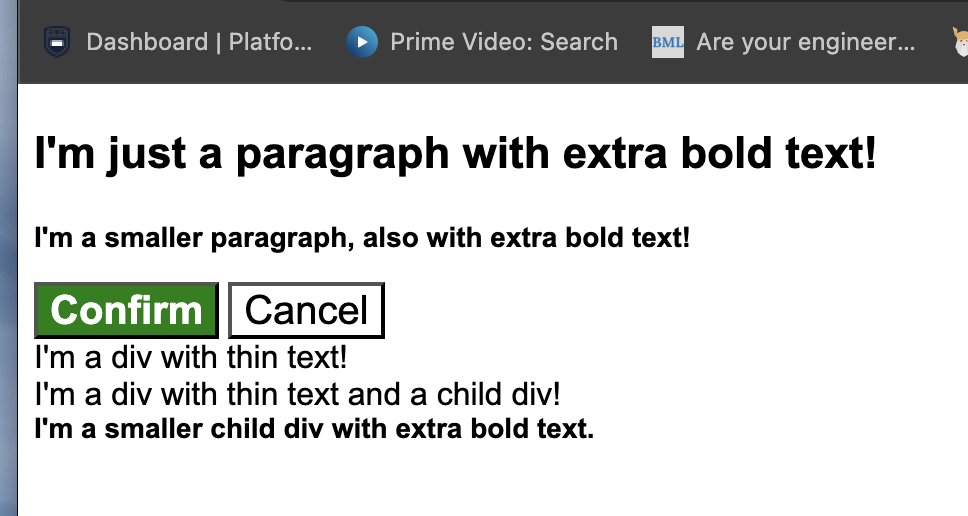 Dashboard | Platfo... Prime Video: Search BML Are your engineer...
I'm just a paragraph with extra bold text!
I'm a smaller paragraph, also with extra bold text!
Confirm Cancel
I'm a div with thin text!
I'm a div with thin text and a child div!
I'm a smaller child div with extra bold text.